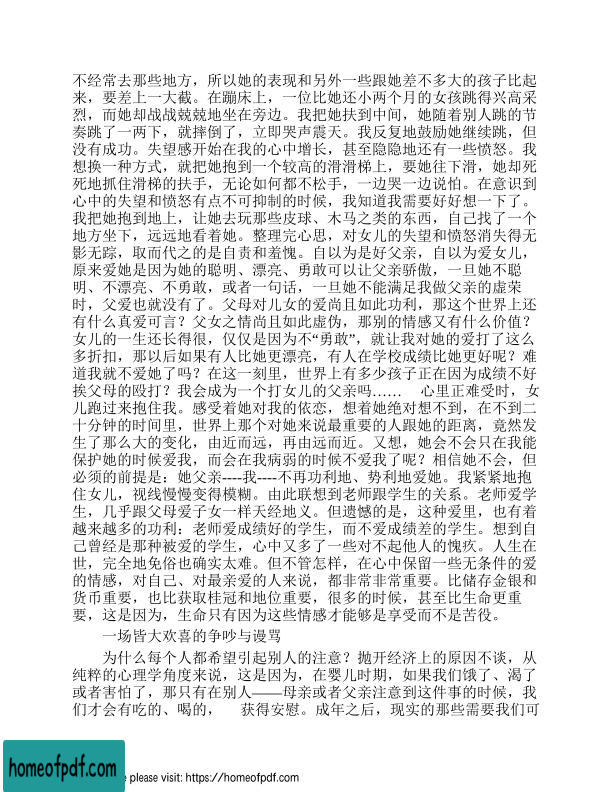 不经常去那些地方，所以她的表现和另外一些跟她差不多大的孩子比起
来，要差上一大截。在蹦床上，一位比她还小两个月的女孩跳得兴高采
烈，而她却战战兢兢地坐在旁边。我把她扶到中间，她随着别人跳的节
奏跳了一两下，就摔倒了，立即哭声震天。我反复地鼓励她继续跳，但
没有成功。失望感开始在我的心中增长，甚至隐隐地还有一些愤怒。我
想换一种方式，就把她抱到一个较高的滑滑梯上，要她往下滑，她却死
死地抓住滑梯的扶手，无论如何都不松手，一边哭一边说怕。在意识到
心中的失望和愤怒有点不可抑制的时候，我知道我需要好好想一下了。
我把她抱到地上，让她去玩那些皮球、木马之类的东西，自己找了一个
地方坐下，远远地看着她。整理完心思，对女儿的失望和愤怒消失得无
影无踪，取而代之的是自责和羞愧。自以为是好父亲，自以为爱女儿，
原来爱她是因为她的聪明、漂亮、勇敢可以让父亲骄傲，一旦她不聪
明、不漂亮、不勇敢，或者一句话，一旦她不能满足我做父亲的虚荣
时，父爱也就没有了。父母对儿女的爱尚且如此功利，那这个世界上还
有什么真爱可言？父女之情尚且如此虚伪，那别的情感又有什么价值？
女儿的一生还长得很，仅仅是因为不“勇敢”，就让我对她的爱打了这么
多折扣，那以后如果有人比她更漂亮，有人在学校成绩比她更好呢？难
道我就不爱她了吗？在这一刻里，世界上有多少孩子正在因为成绩不好
挨父母的殴打？我会成为一个打女儿的父亲吗…… 心里正难受时，女
儿跑过来抱住我。感受着她对我的依恋，想着她绝对想不到，在不到二
十分钟的时间里，世界上那个对她来说最重要的人跟她的距离，竟然发
生了那么大的变化，由近而远，再由远而近。又想，她会不会只在我能
保护她的时候爱我，而会在我病弱的时候不爱我了呢？相信她不会，但
必须的前提是：她父亲----我----不再功利地、势利地爱她。我紧紧地抱
住女儿，视线慢慢变得模糊。由此联想到老师跟学生的关系。老师爱学
生，几乎跟父母爱子女一样天经地义。但遗憾的是，这种爱里，也有着
越来越多的功利：老师爱成绩好的学生，而不爱成绩差的学生。想到自
己曾经是那种被爱的学生，心中又多了一些对不起他人的愧疚。人生在
世，完全地免俗也确实太难。但不管怎样，在心中保留一些无条件的爱
的情感，对自己、对最亲爱的人来说，都非常非常重要。比储存金银和
货币重要，也比获取桂冠和地位重要，很多的时候，甚至比生命更重
要，这是因为，生命只有因为这些情感才能够是享受而不是苦役。
一场皆大欢喜的争吵与谩骂
为什么每个人都希望引起别人的注意？抛开经济上的原因不谈，从
纯粹的心理学角度来说，这是因为，在婴儿时期，如果我们饿了、渴了
或者害怕了，那只有在别人——母亲或者父亲注意到这件事的时候，我
们才会有吃的、喝的， 获得安慰。成年之后，现实的那些需要我们可
homeofpdf.com
please visit: https://homeofpdf.com